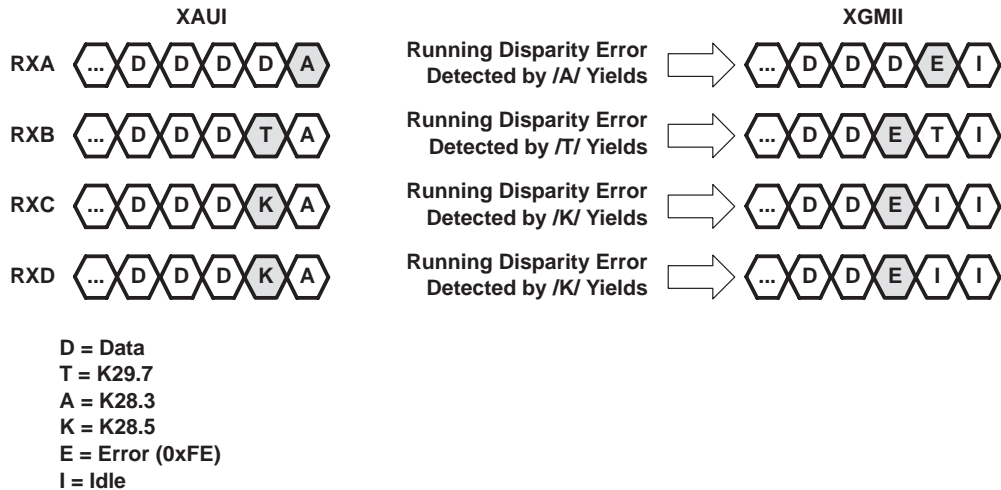 XAUI XGMII
RXA ... D D D D A Running Disparity Error Detected by /A/ Yields ... D D D E I
RXB ... D D D T A Running Disparity Error Detected by /T/ Yields ... D D E T I
RXC ... D D D K A Running Disparity Error Detected by /K/ Yields ... D D E I I
RXD ... D D D K A Running Disparity Error Detected by /K/ Yields ... D D E I I
D = Data
T = K29.7
A = K28.3
K = K28.5
E = Error (0xFE)
I = Idle